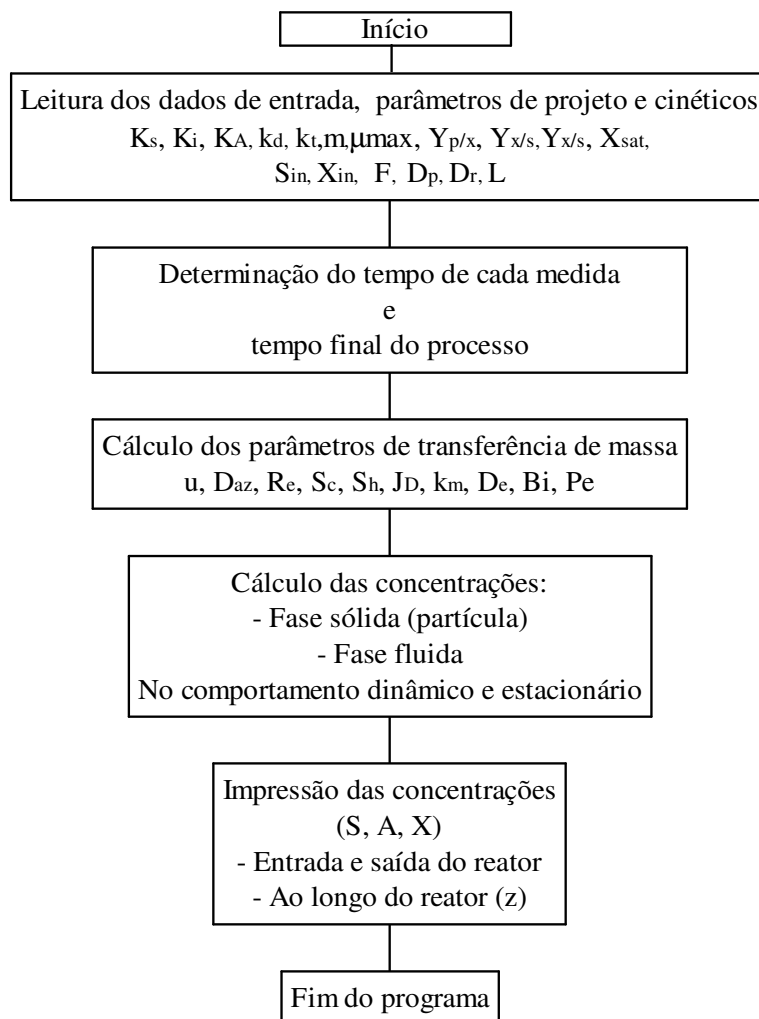 Início
Leitura dos dados de entrada, parâmetros de projeto e cinéticos
Ks, Ki, KA, kd, kt,m,μmax, Yp/x, Yx/s,Yx/s, Xsat,
Sin, Xin, F, Dp, Dr, L
Determinação do tempo de cada medida
e
tempo final do processo
Cálculo dos parâmetros de transferência de massa
u, Daz, Re, Sc, Sh, JD, km, De, Bi, Pe
Cálculo das concentrações:
- Fase sólida (partícula)
- Fase fluida
No comportamento dinâmico e estacionário
Impressão das concentrações
(S, A, X)
- Entrada e saída do reator
- Ao longo do reator (z)
Fim do programa